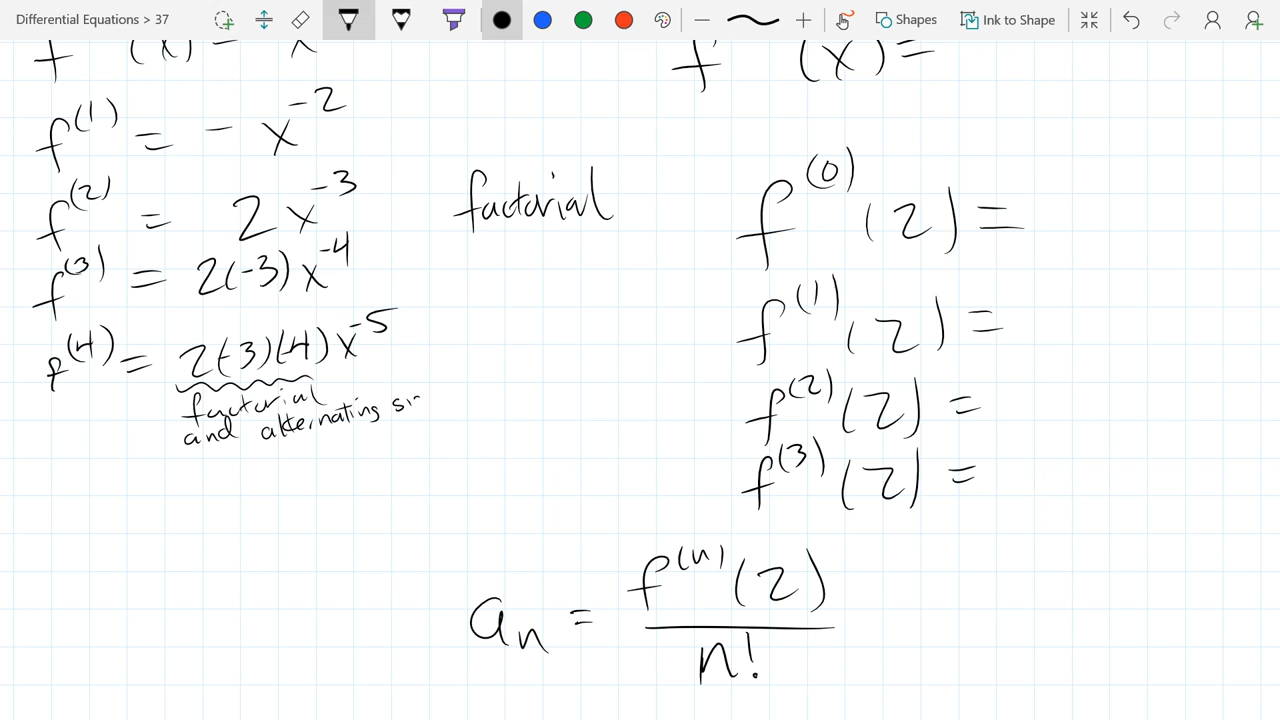 Differential Equations > 37
Shapes
Ink to Shape
f (x) = x
f^(1) = - x^-2
f^(2) = 2x^-3
f^(3) = 2(-3)x^-4
f^(4) = 2(-3)(-4)x^-5
factorial
and alternating si
factorial
f (x) =
f^(0) (2) =
f^(1) (2) =
f^(2) (2) =
f^(3) (2) =
a_n = f^(n) (2) / n!